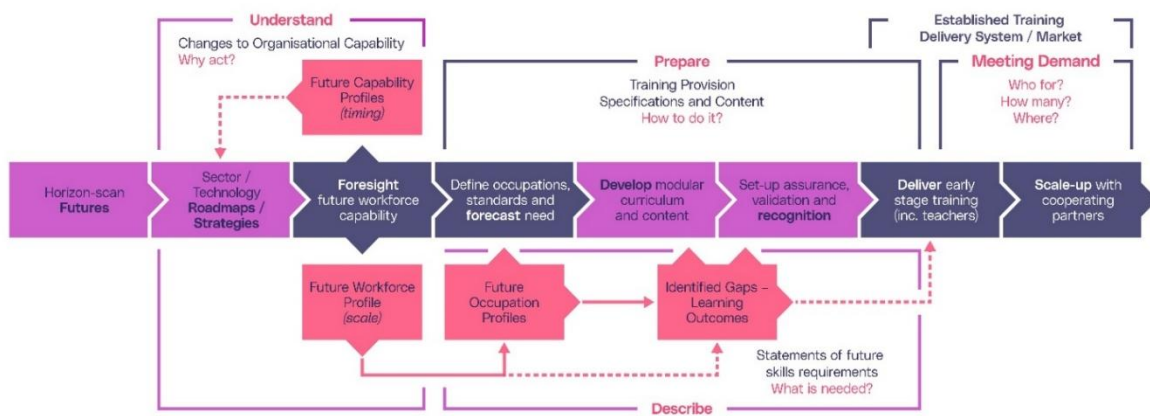 Understand
Changes to Organisational Capability
Why act?
Future Capability
Profiles
(timing)
Prepare
Training Provision
Specifications and Content
How to do it?
Established Training
Delivery System / Market
Meeting Demand
Who for?
How many?
Where?
Horizon-scan
Futures
Sector /
Technology
Roadmaps /
Strategies
Foresight
future workforce
capability
Define occupations,
standards and
forecast need
Develop modular
curriculum
and content
Set-up assurance,
validation and
recognition
Deliver early
stage training
(inc. teachers)
Scale-up with
cooperating
partners
Future Workforce
Profile
(scale)
Future
Occupation
Profiles
Identified Gaps –
Learning
Outcomes
Statements of future
skills requirements
What is needed?
Describe